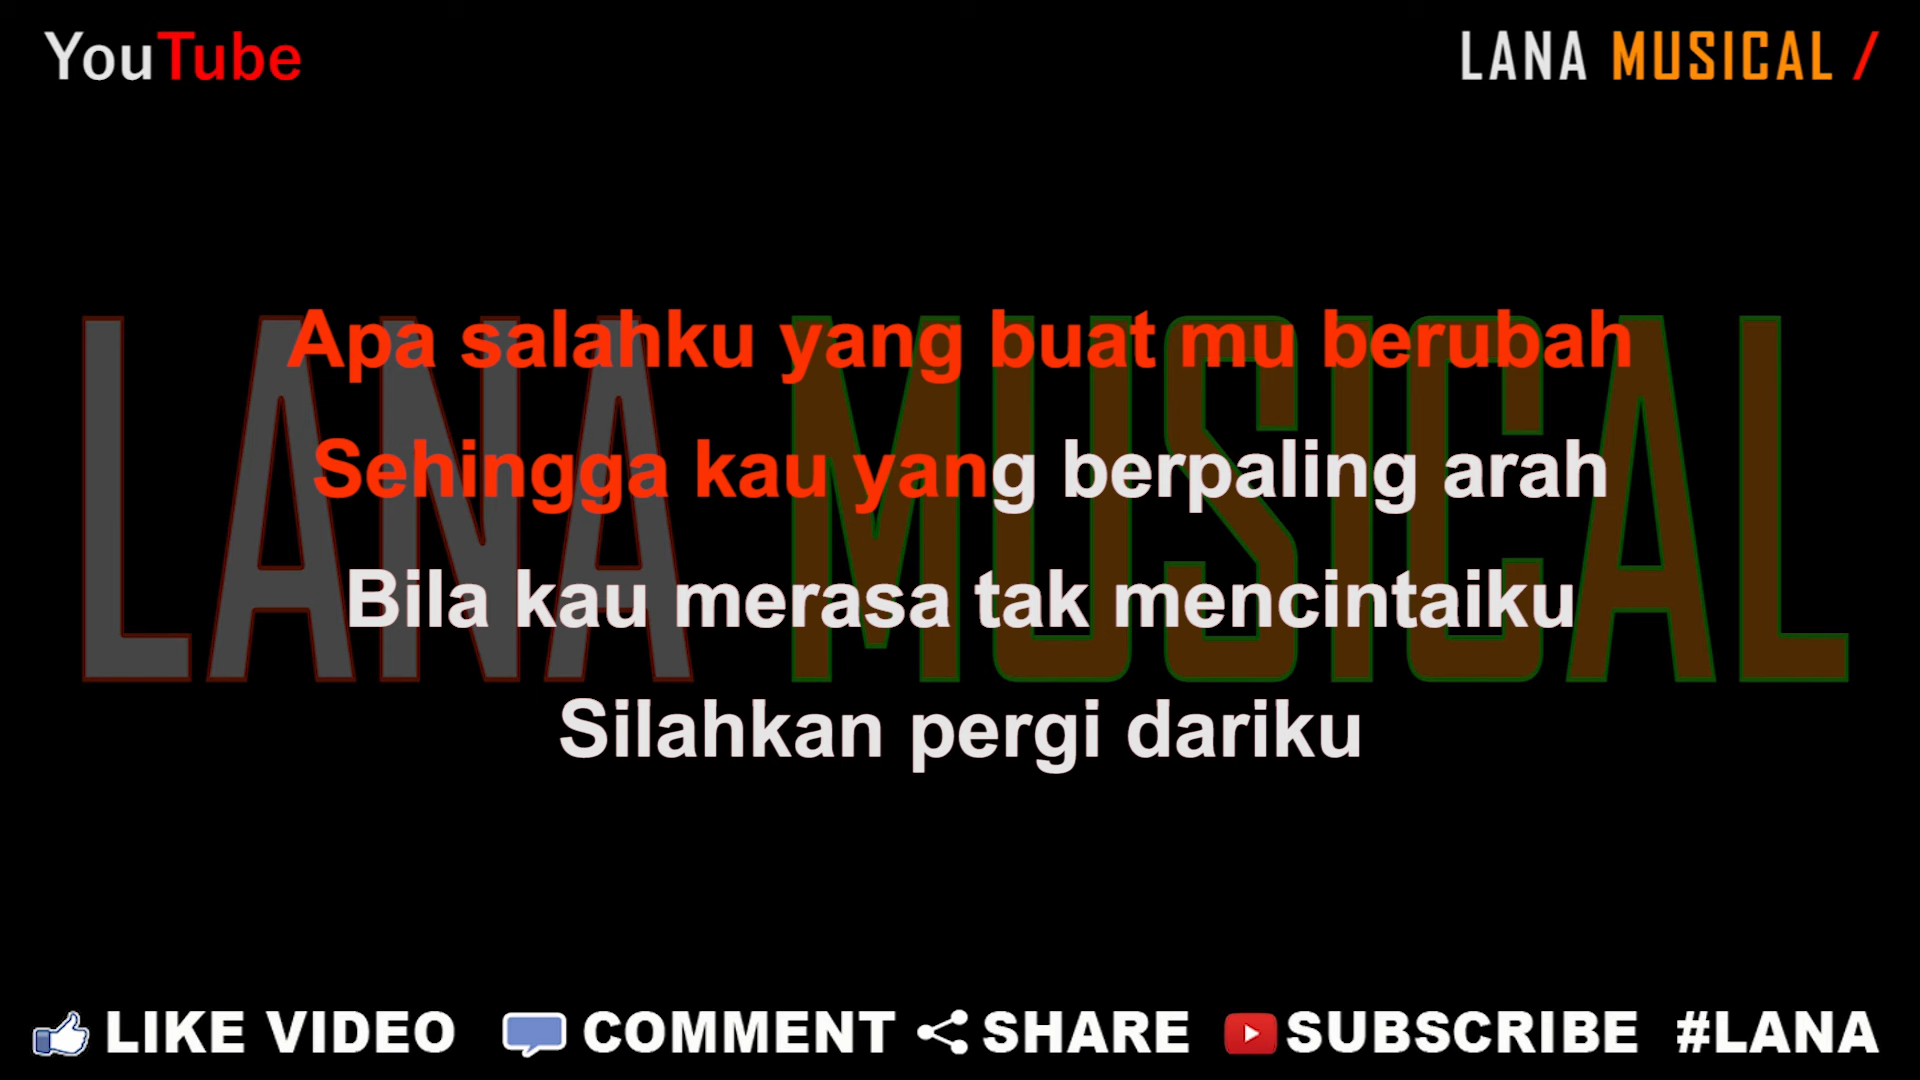 YouTube
LANA MUSICAL /
LANA MUSICAL
Apa salahku yang buat mu berubah
Sehingga kau yang berpaling arah
Bila kau merasa tak mencintaiku
Silahkan pergi dariku
LIKE VIDEO COMMENT SHARE SUBSCRIBE #LANA